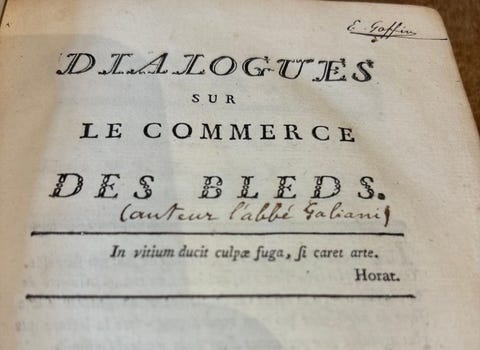 E. Goffin
DIALOGUES
SUR
LE COMMERCE
DES BLEDS.
(auteur l'abbé Galiani)
In vitium ducit culpæ fuga, si caret arte.
Horat.